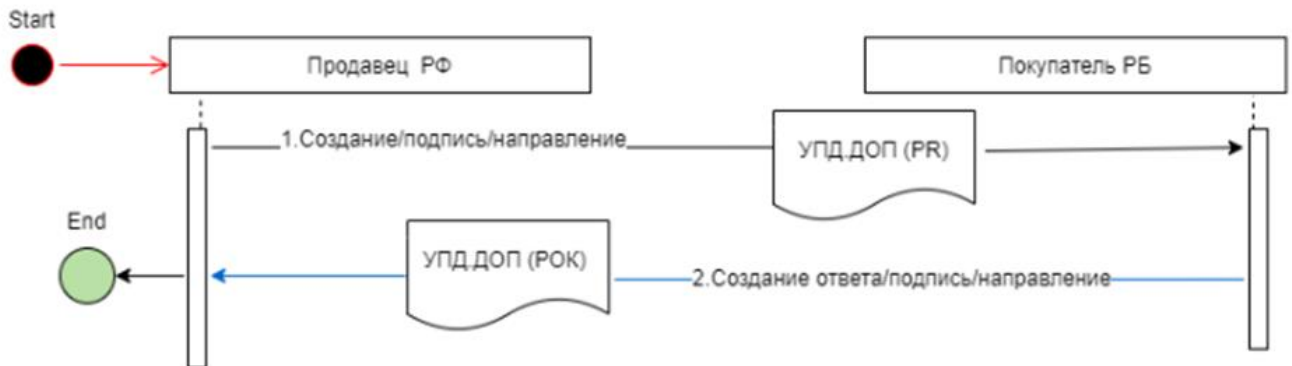 Start
Продавец РФ
Покупатель РБ
1.Создание/подпись/направление
УПД.ДОП (PR)
End
УПД.ДОП (РОК)
2.Создание ответа/подпись/направление